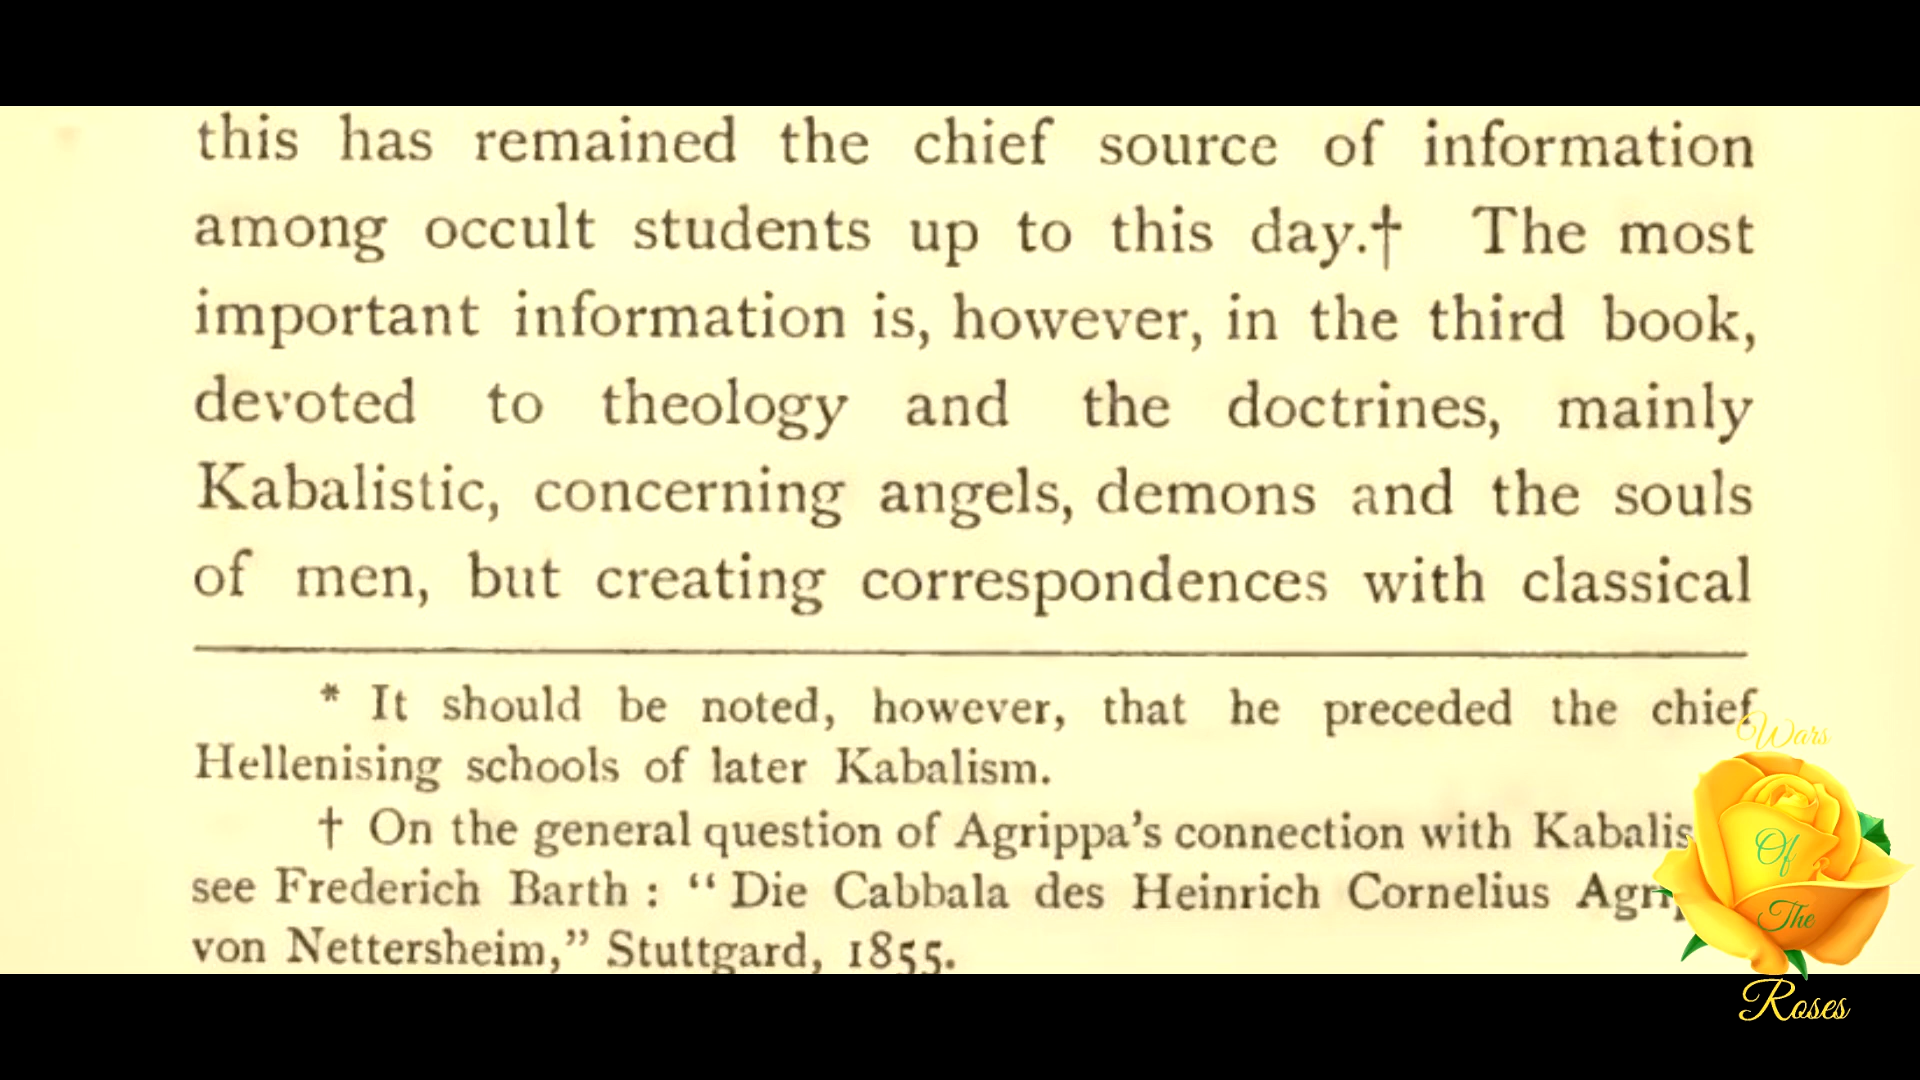 this has remained the chief source of information
among occult students up to this day.† The most
important information is, however, in the third book,
devoted to theology and the doctrines, mainly
Kabalistic, concerning angels, demons and the souls
of men, but creating correspondences with classical
* It should be noted, however, that he preceded the chief
Hellenising schools of later Kabalism.
† On the general question of Agrippa's connection with Kabalis
see Frederich Barth : “ Die Cabbala des Heinrich Cornelius
von Nettersheim,” Stuttgard, 1855.
Wars
Of
The
Roses